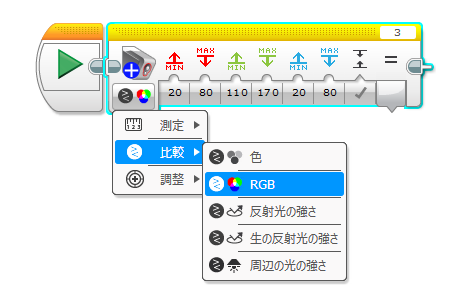 3
MIN MAX MIN MAX MIN MAX
20 80 110 170 20 80
123 測定
比較
調整
色
RGB
反射光の強さ
生の反射光の強さ
周辺の光の強さ